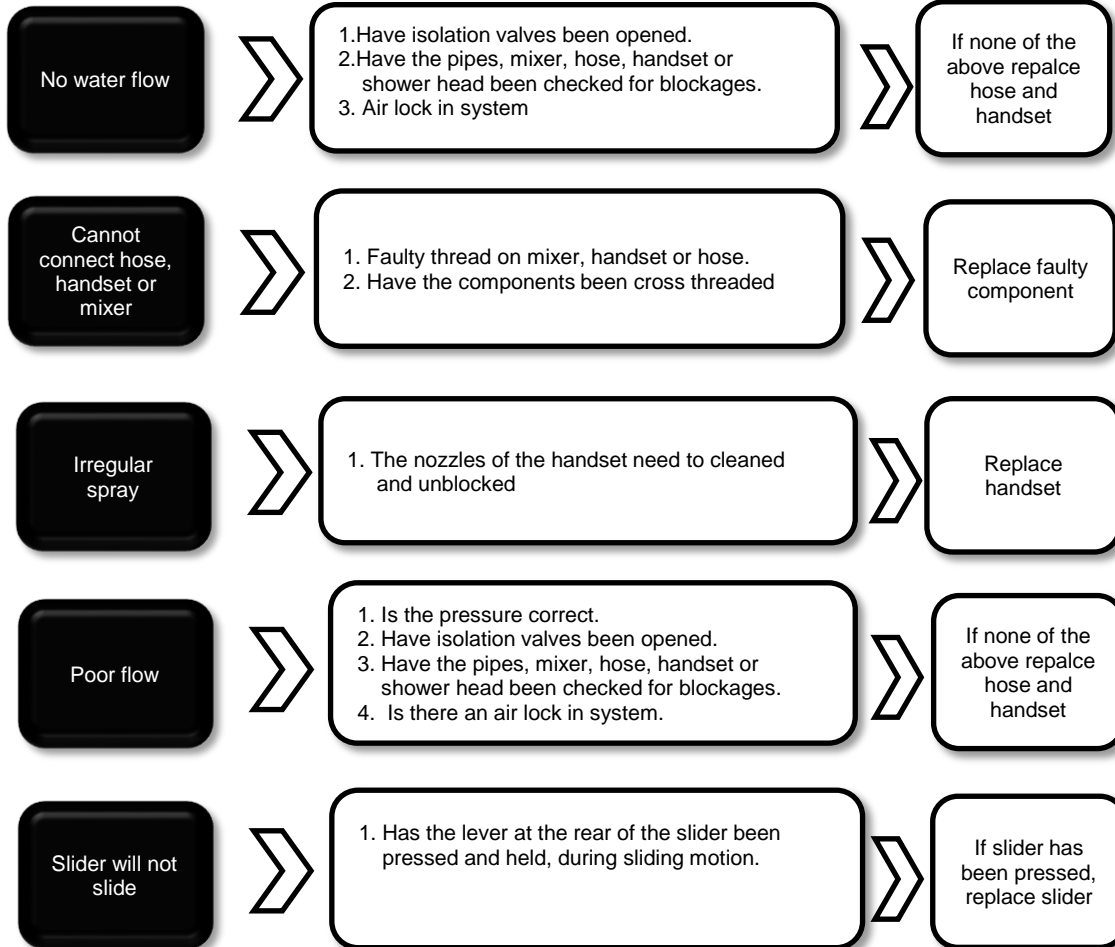 No water flow
1.Have isolation valves been opened.
2.Have the pipes, mixer, hose, handset or
shower head been checked for blockages.
3. Air lock in system
If none of the
above repalce
hose and
handset
Cannot
connect hose,
handset or
mixer
1. Faulty thread on mixer, handset or hose.
2. Have the components been cross threaded
Replace faulty
component
Irregular
spray
1. The nozzles of the handset need to cleaned
and unblocked
Replace
handset
Poor flow
1. Is the pressure correct.
2. Have isolation valves been opened.
3. Have the pipes, mixer, hose, handset or
shower head been checked for blockages.
4. Is there an air lock in system.
If none of the
above repalce
hose and
handset
Slider will not
slide
1. Has the lever at the rear of the slider been
pressed and held, during sliding motion.
If slider has
been pressed,
replace slider